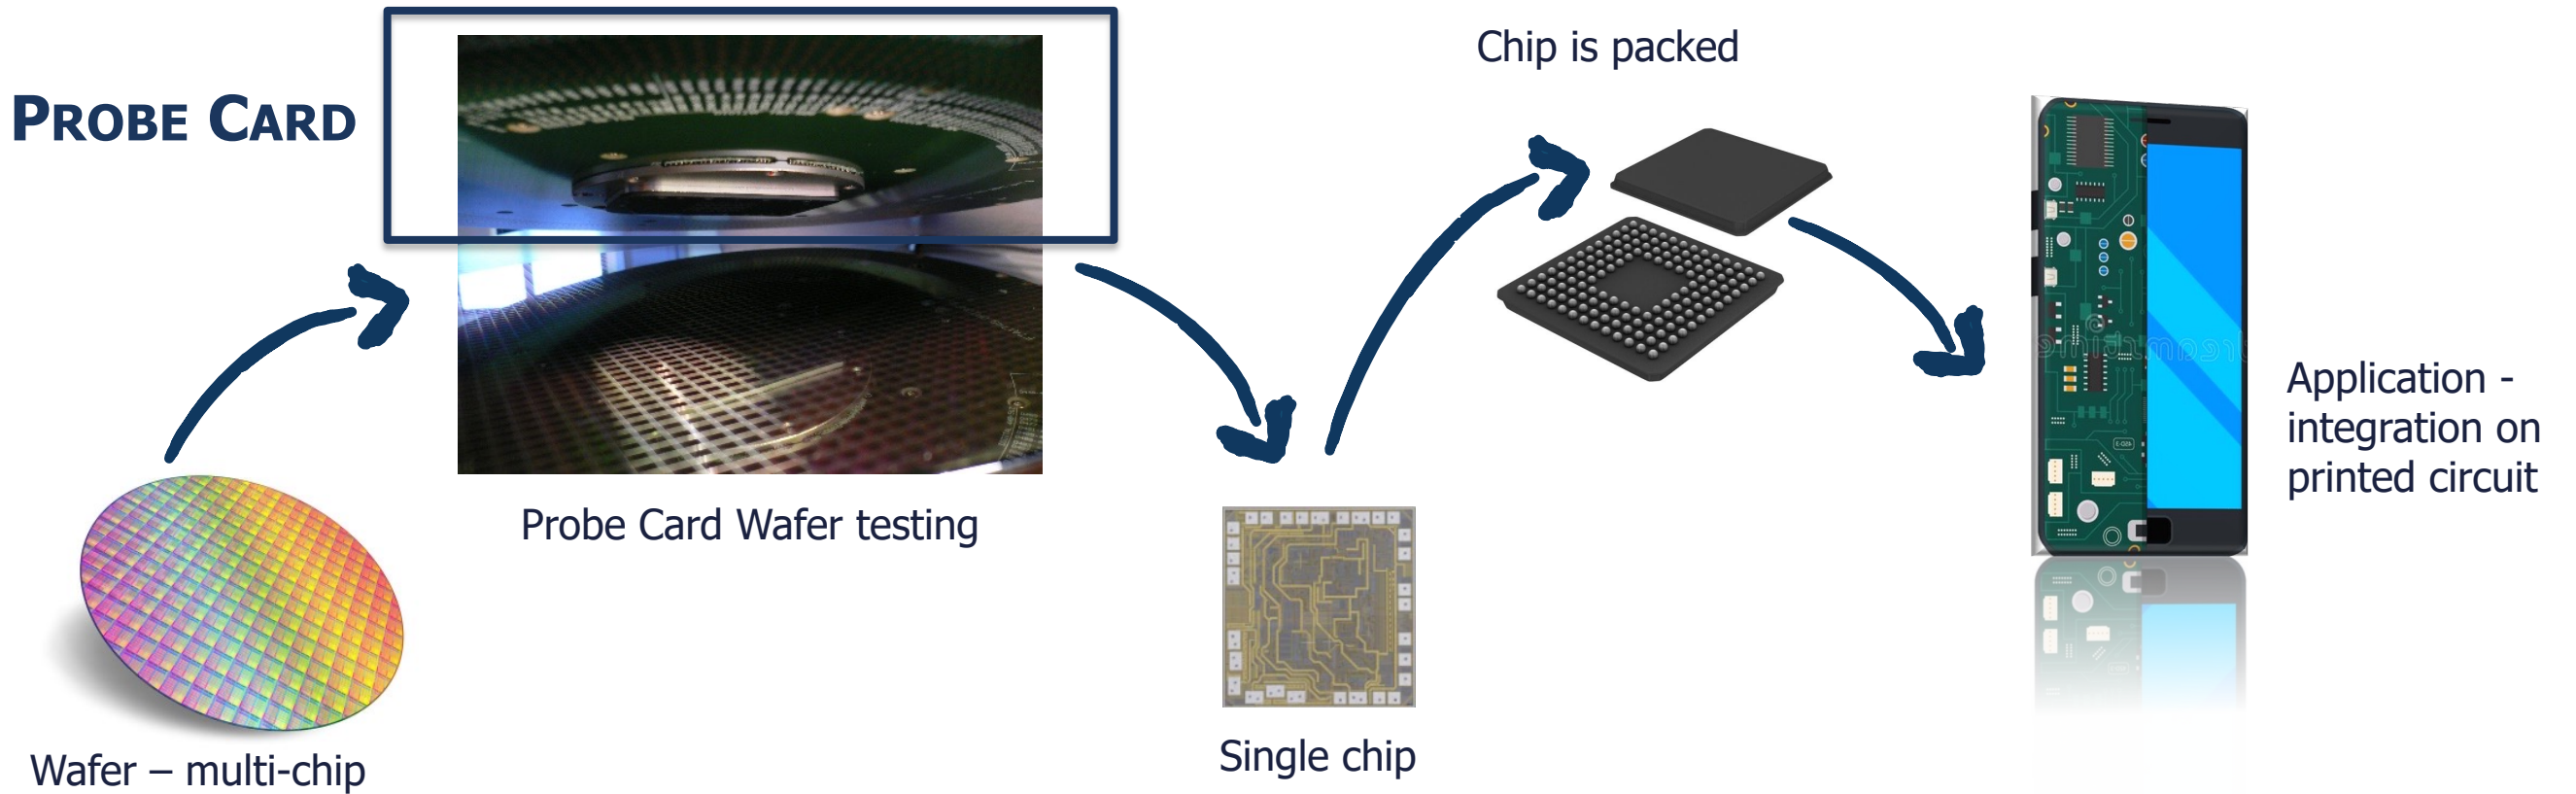 PROBE CARD
Chip is packed
Probe Card Wafer testing
Wafer – multi-chip
Single chip
Application -
integration on
printed circuit